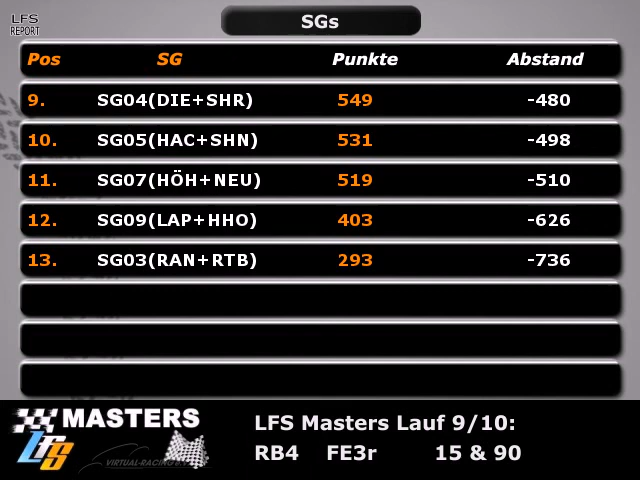 LFS
REPORT
SGs
Pos SG Punkte Abstand
9. SG04(DIE+SHR) 549 -480
10. SG05(HAC+SHN) 531 -498
11. SG07(HÖH+NEU) 519 -510
12. SG09(LAP+HHO) 403 -626
13. SG03(RAN+RTB) 293 -736
MASTERS
LFS
LFS Masters Lauf 9/10:
RB4 FE3r 15 & 90